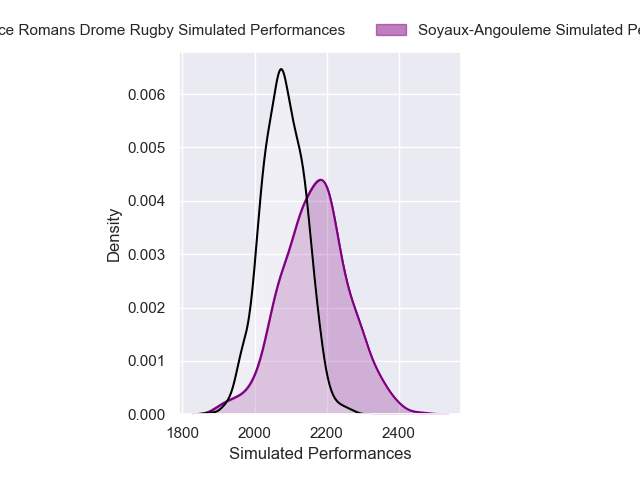 ce Romans Drome Rugby Simulated Performances
Soyaux-Angouleme Simulated Pe
0.006
0.005
0.004
0.003
0.002
0.001
0.000
Density
1800 2000 2200 2400
Simulated Performances